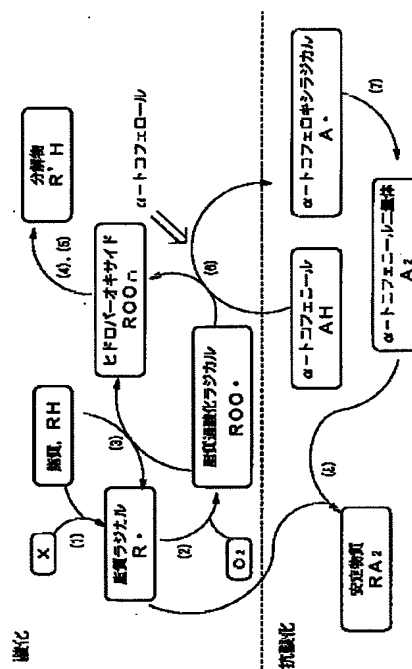 酸化
X
(1)
脂質, RH
脂質ラジカル
R・
(2)
O₂
(3)
脂質過酸化ラジカル
ROO・
ヒドロパーオキサイド
ROOn
(4), (5)
分解物
R'H
α－トコフェロール
(6)
抗酸化
α－トコフェニール
AH
α－トコフェロキシラジカル
A・
(7)
α－トニフェニール二量体
A₂
安定物質
RA₂